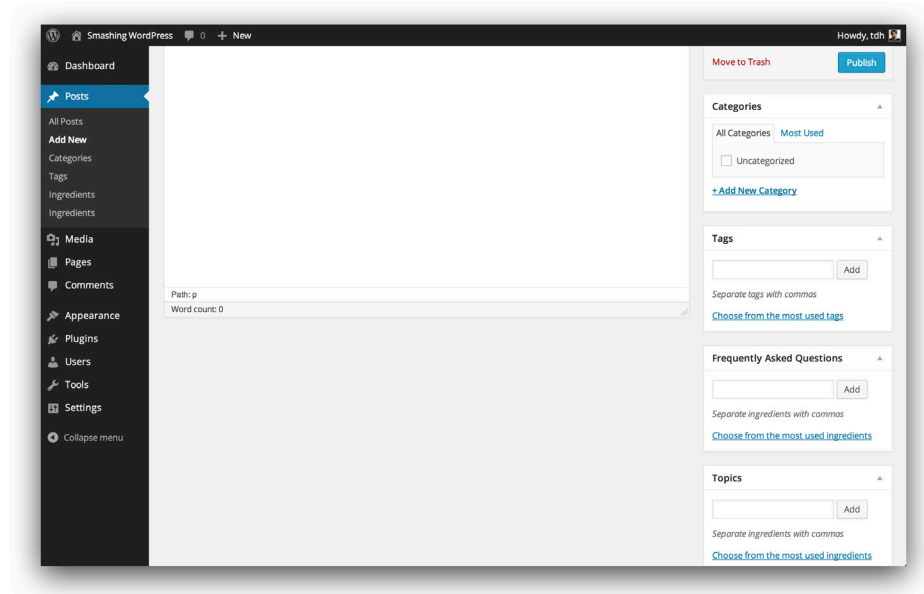 Smashing WordPress 0 New Howdy, tdh
Dashboard
Posts
All Posts
Add New
Categories
Tags
Ingredients
Ingredients
Media
Pages
Comments
Appearance
Plugins
Users
Tools
Settings
Collapse menu
Path: p
Word count: 0
Move to Trash Publish
Categories
All Categories Most Used
Uncategorized
+ Add New Category
Tags
Add
Separate tags with commas
Choose from the most used tags
Frequently Asked Questions
Add
Separate ingredients with commas
Choose from the most used ingredients
Topics
Add
Separate ingredients with commas
Choose from the most used ingredients